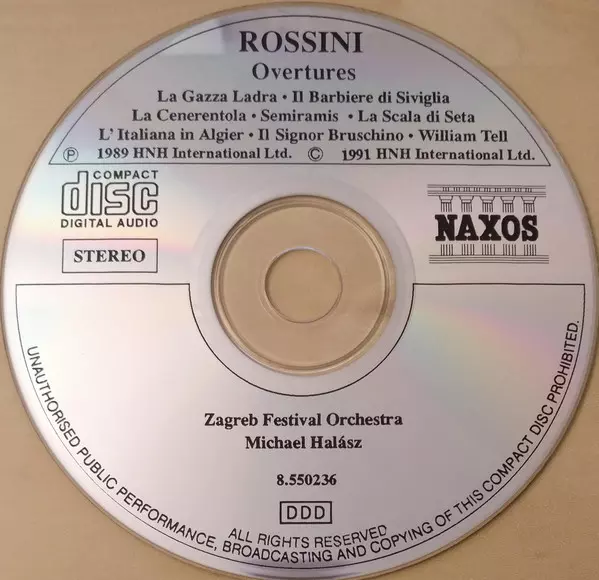 ROSSINI
Overtures
La Gazza Ladra • Il Barbiere di Siviglia
La Cenerentola • Semiramis • La Scala di Seta
L' Italiana in Algier • Il Signor Bruschino • William Tell
Ⓟ 1989 HNH International Ltd. © 1991 HNH International Ltd.
COMPACT
disc
DIGITAL AUDIO
STEREO
NAXOS
Zagreb Festival Orchestra
Michael Halász
8.550236
DDD
ALL RIGHTS RESERVED
UNAUTHORISED PUBLIC PERFORMANCE, BROADCASTING AND COPYING OF THIS COMPACT DISC PROHIBITED.